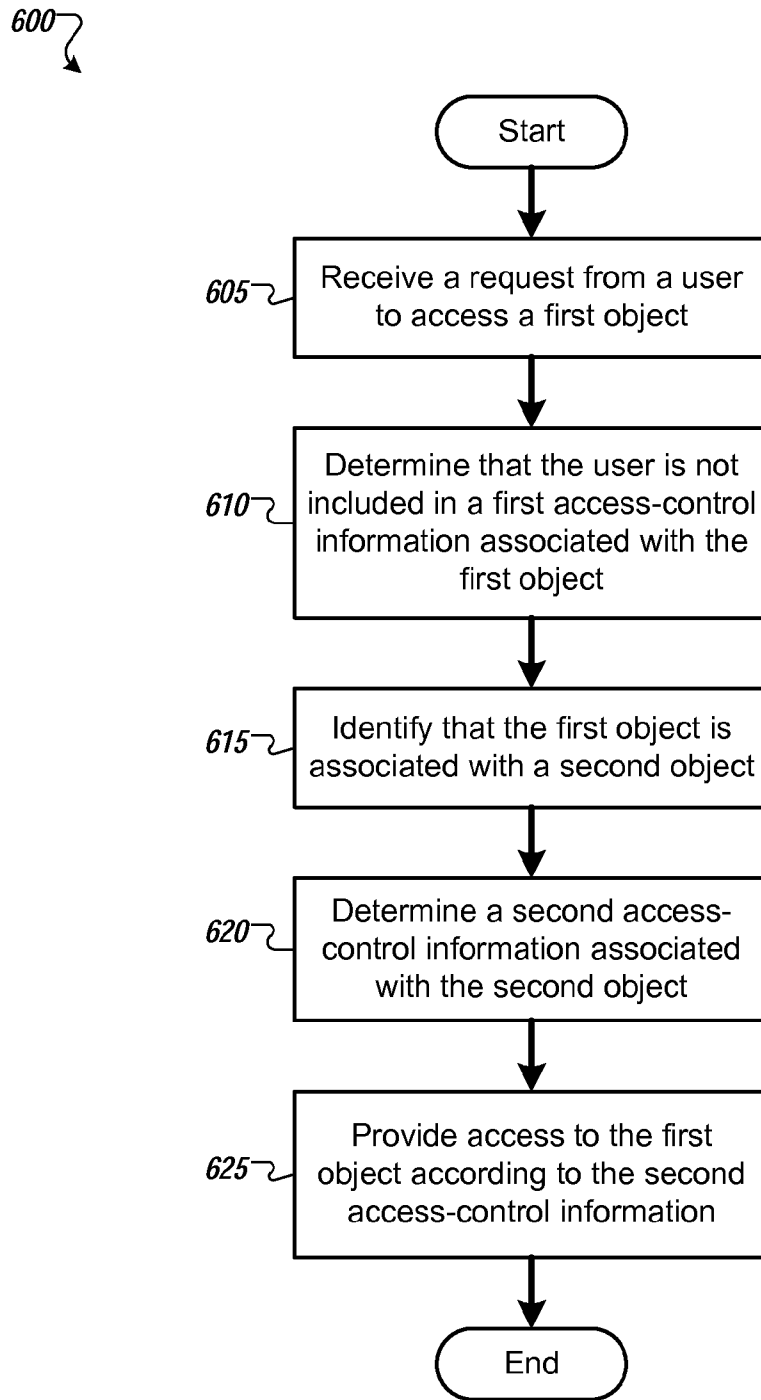 600
Start
605
Receive a request from a user
to access a first object
610
Determine that the user is not
included in a first access-control
information associated with the
first object
615
Identify that the first object is
associated with a second object
620
Determine a second access-
control information associated
with the second object
625
Provide access to the first
object according to the second
access-control information
End